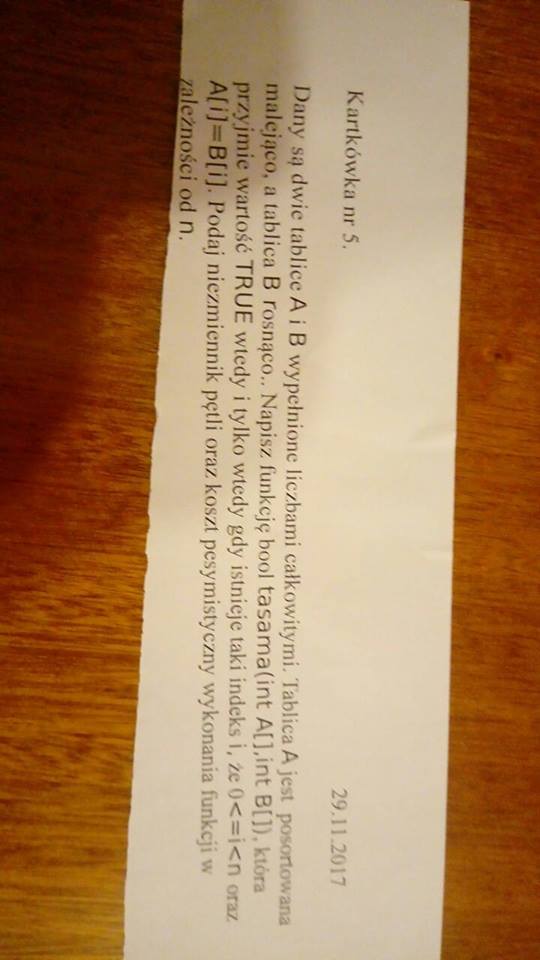 Kartkówka nr 5.
29.11.2017
Dany są dwie tablice A i B wypełnione liczbami całkowitymi. Tablica A jest posortowana
malejąco, a tablica B rosnąco.. Napisz funkcję bool tasama(int A[],int B[]), która
przyjmie wartość TRUE wtedy i tylko wtedy gdy istnieje taki indeks i, że 0<=i<n oraz
A[i]=B[i]. Podaj niezmiennik pętli oraz koszt pesymistyczny wykonania funkcji w
zależności od n.